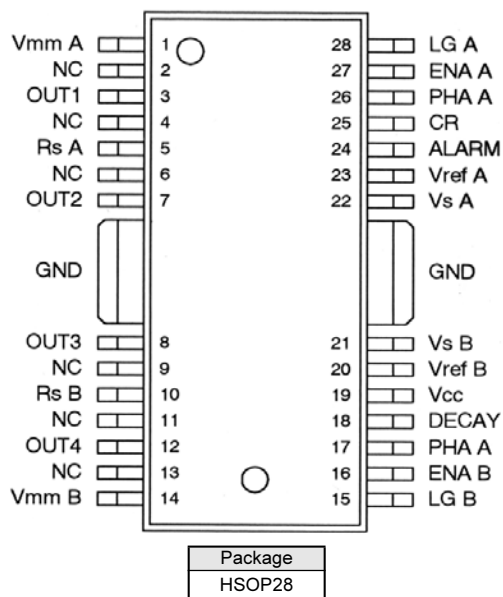 Vmm A 1 28 LG A
NC 2 27 ENA A
OUT1 3 26 PHA A
NC 4 25 CR
Rs A 5 24 ALARM
NC 6 23 Vref A
OUT2 7 22 Vs A
GND GND
OUT3 8 21 Vs B
NC 9 20 Vref B
Rs B 10 19 Vcc
NC 11 18 DECAY
OUT4 12 17 PHA A
NC 13 16 ENA B
Vmm B 14 15 LG B
Package
HSOP28